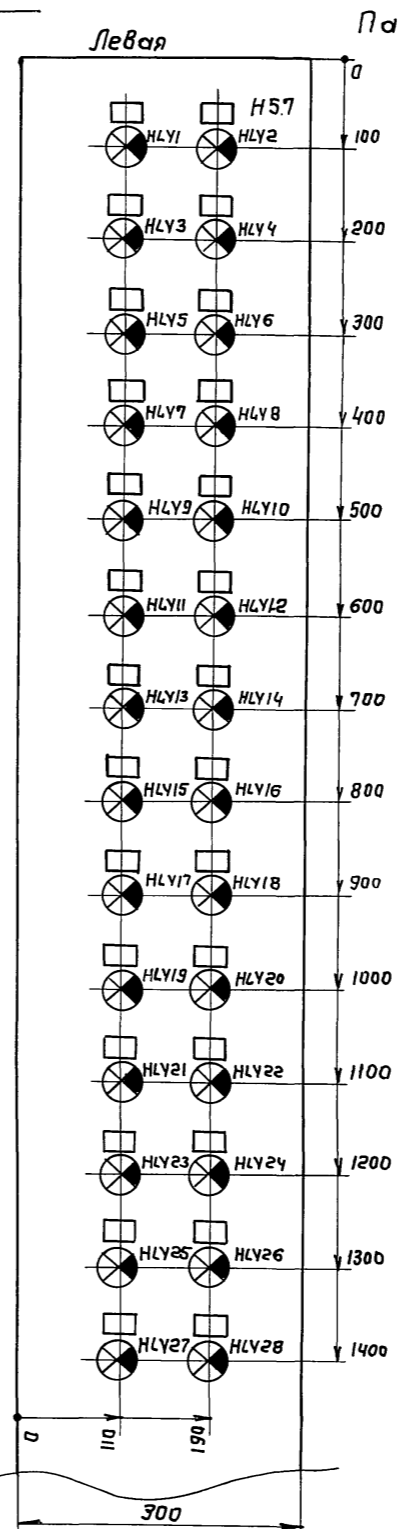 Па
Левая
0
H57
HLY1 HLY2 100
HLY3 HLY4 200
HLY5 HLY6 300
HLY7 HLY8 400
HLY9 HLY10 500
HLY11 HLY12 600
HLY13 HLY14 700
HLY15 HLY16 800
HLY17 HLY18 900
HLY19 HLY20 1000
HLY21 HLY22 1100
HLY23 HLY24 1200
HLY25 HLY26 1300
HLY27 HLY28 1400
0 110 190
300